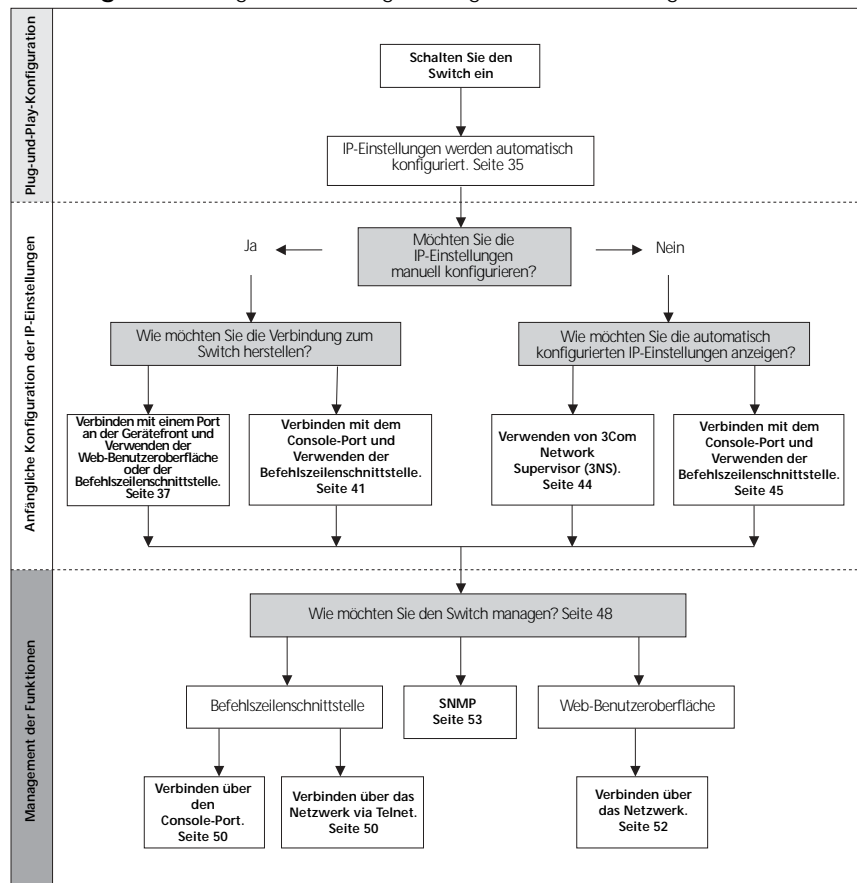 Plug-und-Play-Konfiguration
Schalten Sie den
Switch ein
IP-Einstellungen werden automatisch
konfiguriert. Seite 35
Anfängliche Konfiguration der IP-Einstellungen
Ja
Möchten Sie die
IP-Einstellungen
manuell konfigurieren?
Nein
Wie möchten Sie die Verbindung zum
Switch herstellen?
Wie möchten Sie die automatisch
konfigurierten IP-Einstellungen anzeigen?
Verbinden mit einem Port
an der Gerätefront und
Verwenden der
Web-Benutzeroberfläche
oder der
Befehlszeilenschnittstelle.
Seite 37
Verbinden mit dem
Console-Port und
Verwenden der
Befehlszeilenschnittstelle.
Seite 41
Verwenden von 3Com
Network
Supervisor (3NS).
Seite 44
Verbinden mit dem
Console-Port und
Verwenden der
Befehlszeilenschnittstelle.
Seite 45
Management der Funktionen
Wie möchten Sie den Switch managen? Seite 48
Befehlszeilenschnittstelle
SNMP
Seite 53
Web-Benutzeroberfläche
Verbinden über
den
Console-Port.
Seite 50
Verbinden über das
Netzwerk via Telnet.
Seite 50
Verbinden über
das Netzwerk.
Seite 52